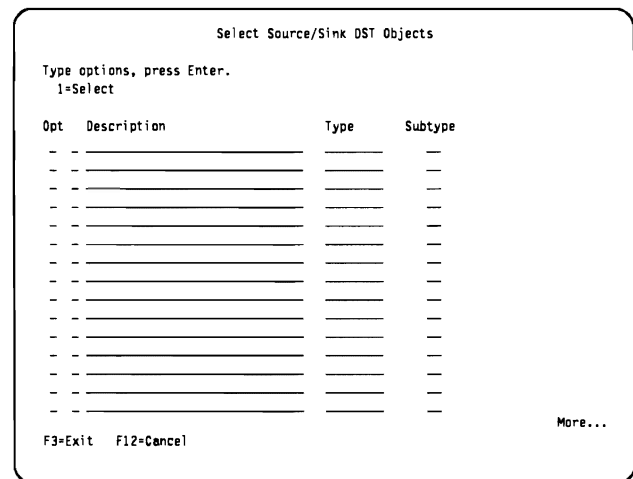 Select Source/Sink DST Objects
Type options, press Enter.
1=Select
Opt Description Type Subtype
More...
F3=Exit F12=Cancel